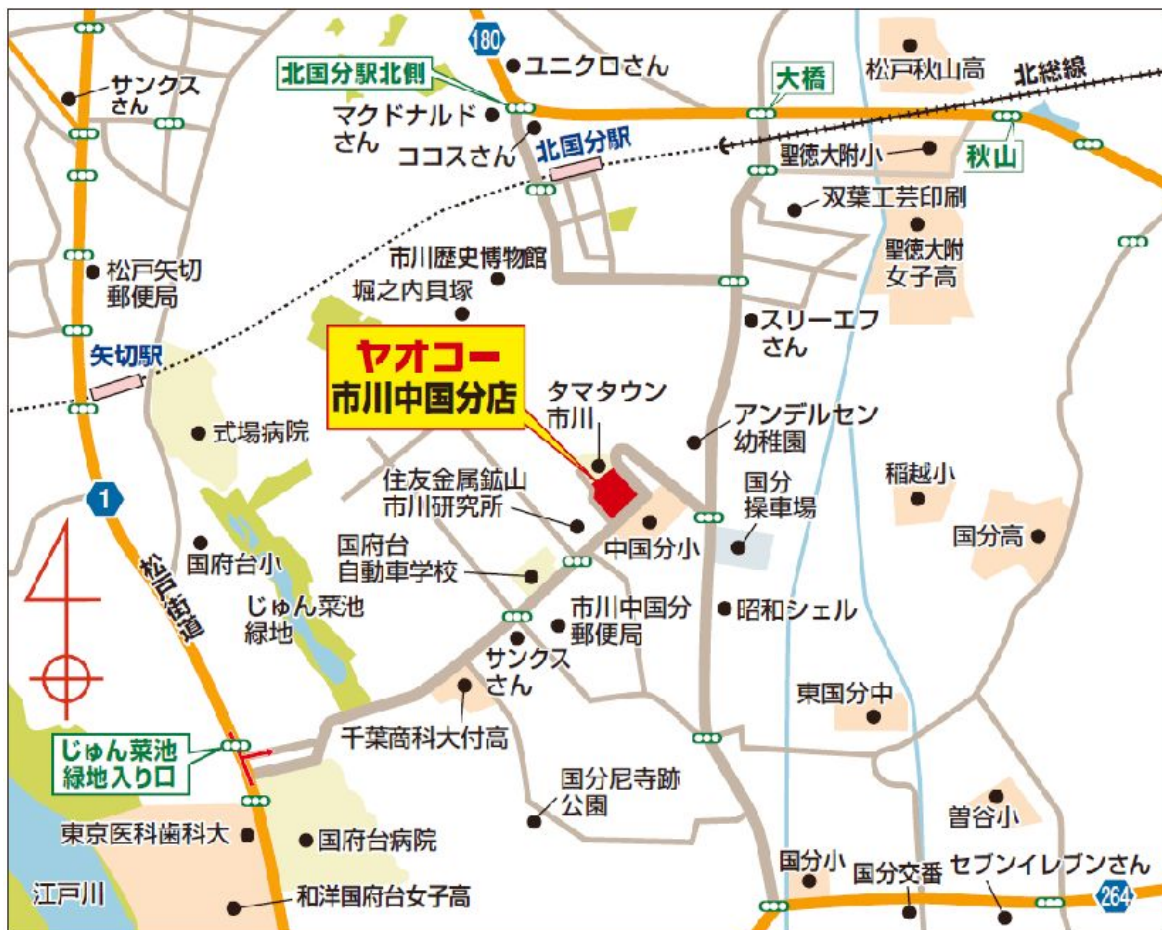 180
ユニクロさん
松戸秋山高
サンクス
さん
北国分駅北側
大橋
北総線
マクドナルド
さん
ココスさん
北国分駅
聖徳大附小
秋山
双葉工芸印刷
市川歴史博物館
聖徳大附
女子高
松戸矢切
郵便局
堀之内貝塚
スリーエフ
さん
矢切駅
ヤオコー
市川中国分店
タマタウン
市川
アンデルセン
幼稚園
式場病院
住友金属鉱山
市川研究所
国分
操車場
稲越小
1
国府台小
国府台
自動車学校
中国分小
国分高
松戸街道
じゅん菜池
緑地
市川中国分
郵便局
昭和シェル
サンクス
さん
東国分中
千葉商科大付高
じゅん菜池
緑地入り口
国分尼寺跡
公園
曽谷小
東京医科歯科大
国府台病院
国分小
国分交番
セブンイレブンさん
江戸川
和洋国府台女子高
264